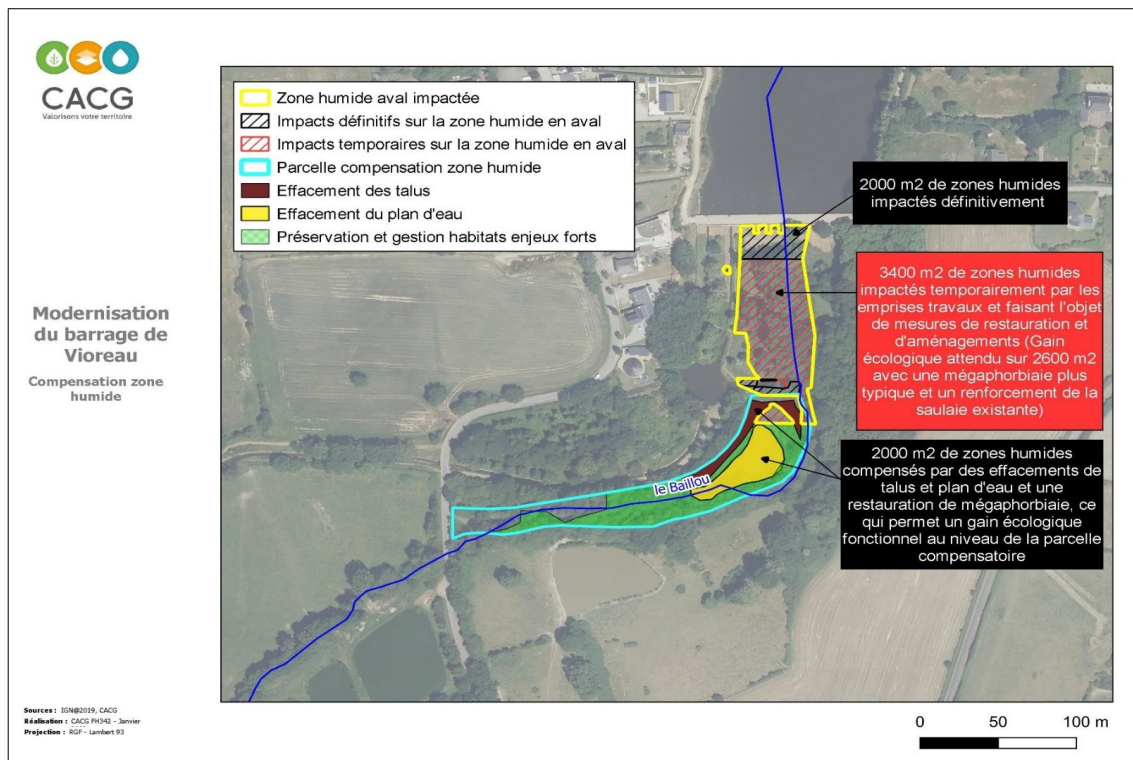 CACG
Valorisons votre territoire
Modernisation
du barrage de
Vioreau
Compensation zone
humide
Zone humide aval impactée
Impacts définitifs sur la zone humide en aval
Impacts temporaires sur la zone humide en aval
Parcelle compensation zone humide
Effacement des talus
Effacement du plan d'eau
Préservation et gestion habitats enjeux forts
2000 m2 de zones humides
impactés définitivement
3400 m2 de zones humides
impactés temporairement par les
emprises travaux et faisant l'objet
de mesures de restauration et
d'aménagements (Gain
écologique attendu sur 2600 m2
avec une mégaphorbiaie plus
typique et un renforcement de la
saulaie existante)
2000 m2 de zones humides
compensés par des effacements de
talus et plan d'eau et une
restauration de mégaphorbiaie, ce
qui permet un gain écologique
fonctionnel au niveau de la parcelle
compensatoire
le Baillou
Sources : IGN@2019, CACG
Réalisation : CACG FH342 - Janvier
Projection : RGF - Lambert 93
0 50 100 m